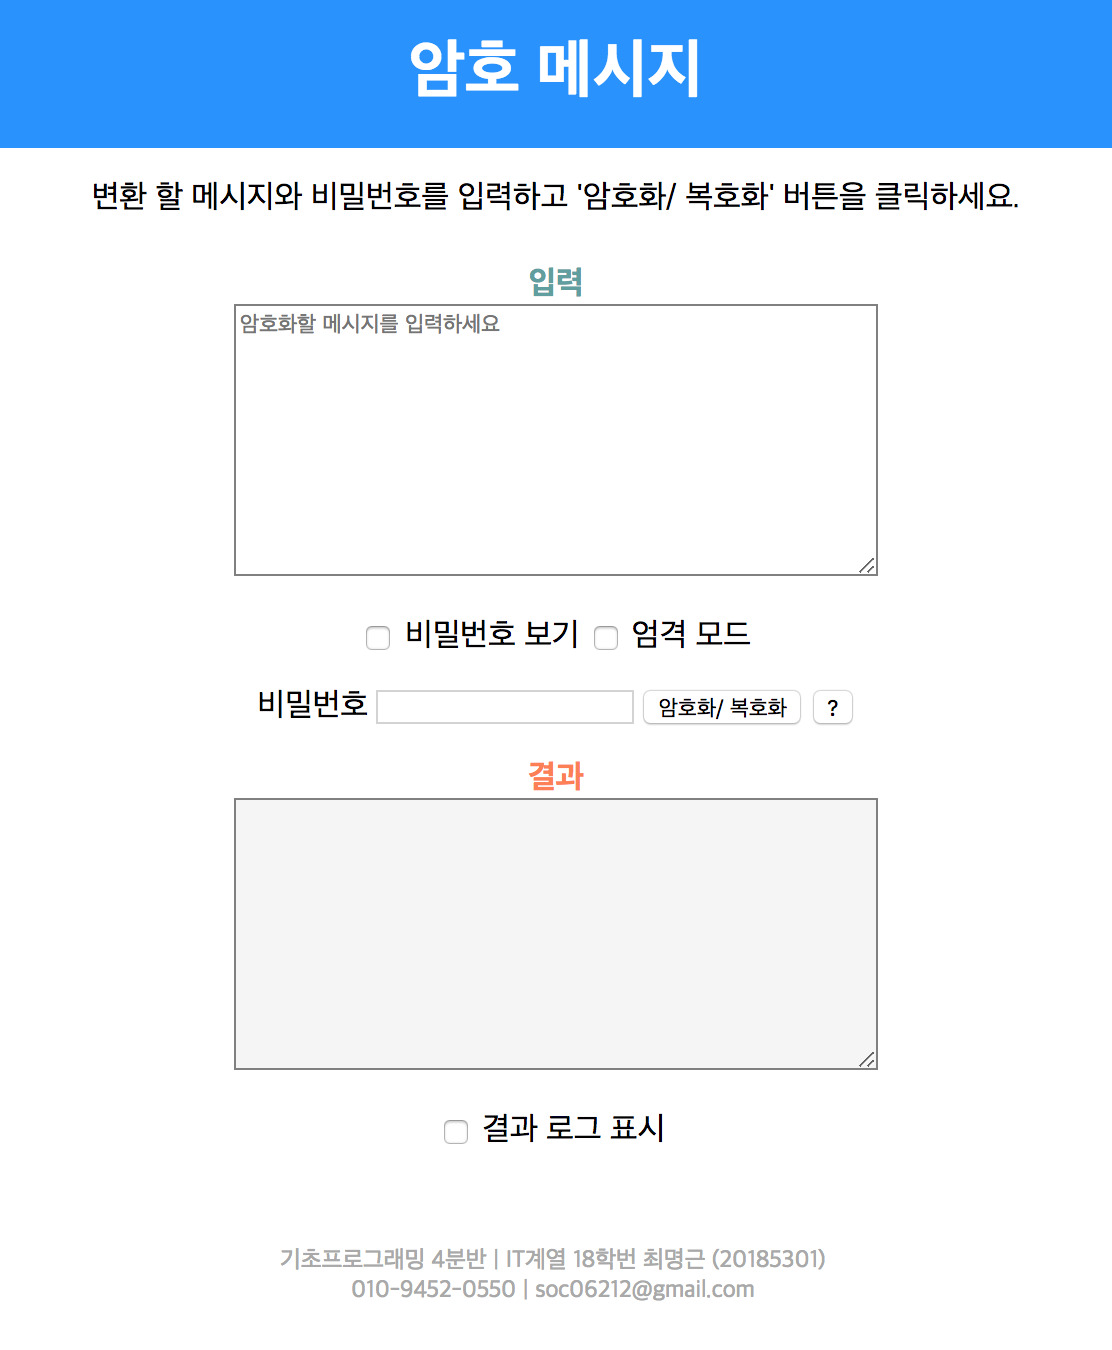 암호 메시지
변환 할 메시지와 비밀번호를 입력하고 '암호화/ 복호화' 버튼을 클릭하세요.
입력
암호화할 메시지를 입력하세요
비밀번호 보기 엄격 모드
비밀번호 암호화/ 복호화 ?
결과
결과 로그 표시
기초프로그래밍 4분반 | IT계열 18학번 최명근 (20185301)
010-9452-0550 | soc06212@gmail.com